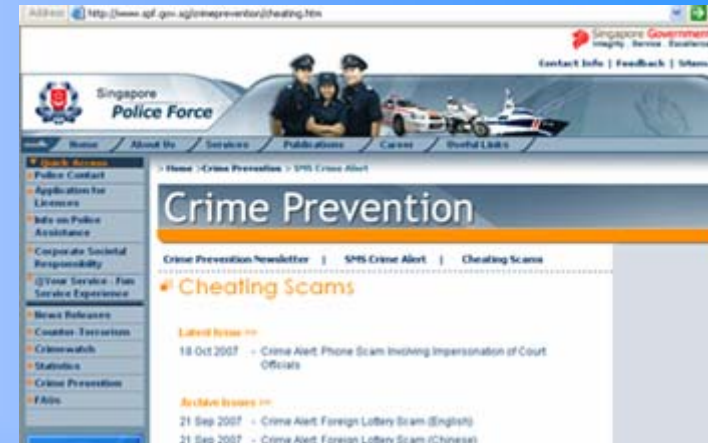 Address http://www.spf.gov.sg/crimeprevention/cheating.htm
Singapore Government
Integrity . Service . Excellence
Contact Info | Feedback |
Singapore
Police Force
Home / About Us / Services / Publications / Career / Useful Links
Quick Access
Police Contact
Application for
Licences
Info on Police
Assistance
Corporate Societal
Responsibility
@Your Service - Fun
Service Experience
News Releases
Counter-Terrorism
Crimewatch
Statistics
Crime Prevention
FAQs
> Home >Crime Prevention > SMS Crime Alert
Crime Prevention
Crime Prevention Newsletter | SMS Crime Alert | Cheating Scams
Cheating Scams
Latest Issue >>
18 Oct 2007 - Crime Alert: Phone Scam Involving Impersonation of Court
Officials
Archive Issues >>
21 Sep 2007 - Crime Alert: Foreign Lottery Scam (English)
21 Sep 2007 - Crime Alert: Foreign Lottery Scam (Chinese)